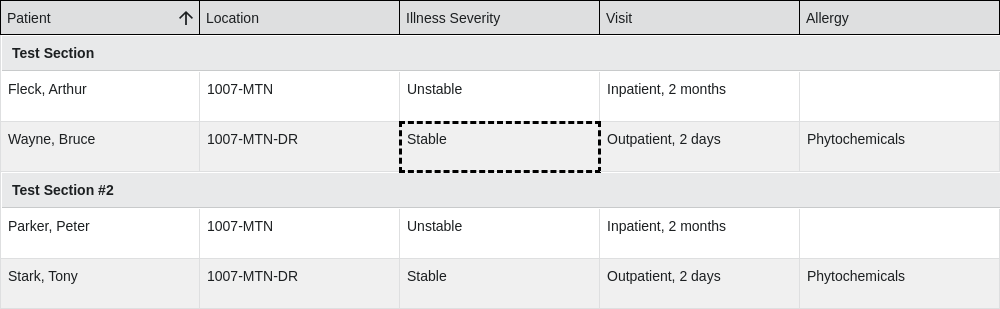 Patient Location Illness Severity Visit Allergy
Test Section
Fleck, Arthur 1007-MTN Unstable Inpatient, 2 months
Wayne, Bruce 1007-MTN-DR Stable Outpatient, 2 days Phytochemicals
Test Section #2
Parker, Peter 1007-MTN Unstable Inpatient, 2 months
Stark, Tony 1007-MTN-DR Stable Outpatient, 2 days Phytochemicals